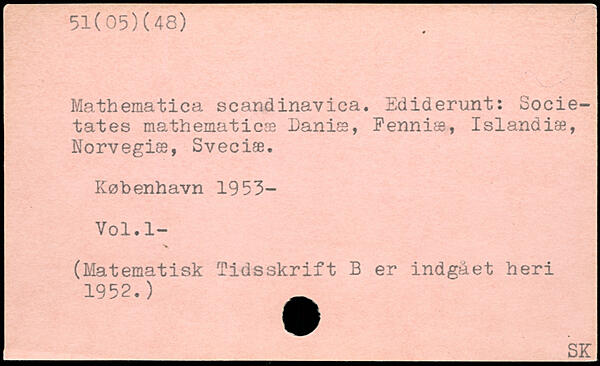 51(05)(48)
Mathematica scandinavica. Ediderunt: Socie-
tates mathematicæ Daniæ, Fenniæ, Islandiæ,
Norvegiæ, Sveciæ.
København 1953-
Vol.1-
(Matematisk Tidsskrift B er indgået heri
1952.)
SK